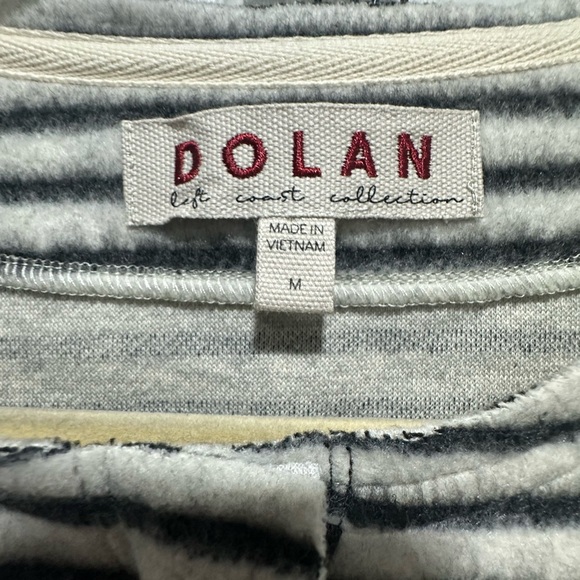 DOLAN
left coast collection
MADE IN
VIETNAM
M